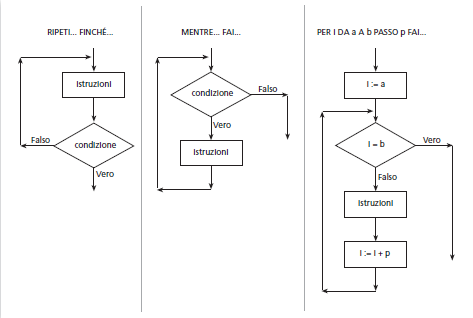 RIPETI... FINCHÉ...
Istruzioni
Falso
condizione
Vero
MENTRE... FAI...
condizione
Falso
Vero
Istruzioni
PER I DA a A b PASSO p FAI...
I := a
I = b
Vero
Falso
Istruzioni
I := I + p